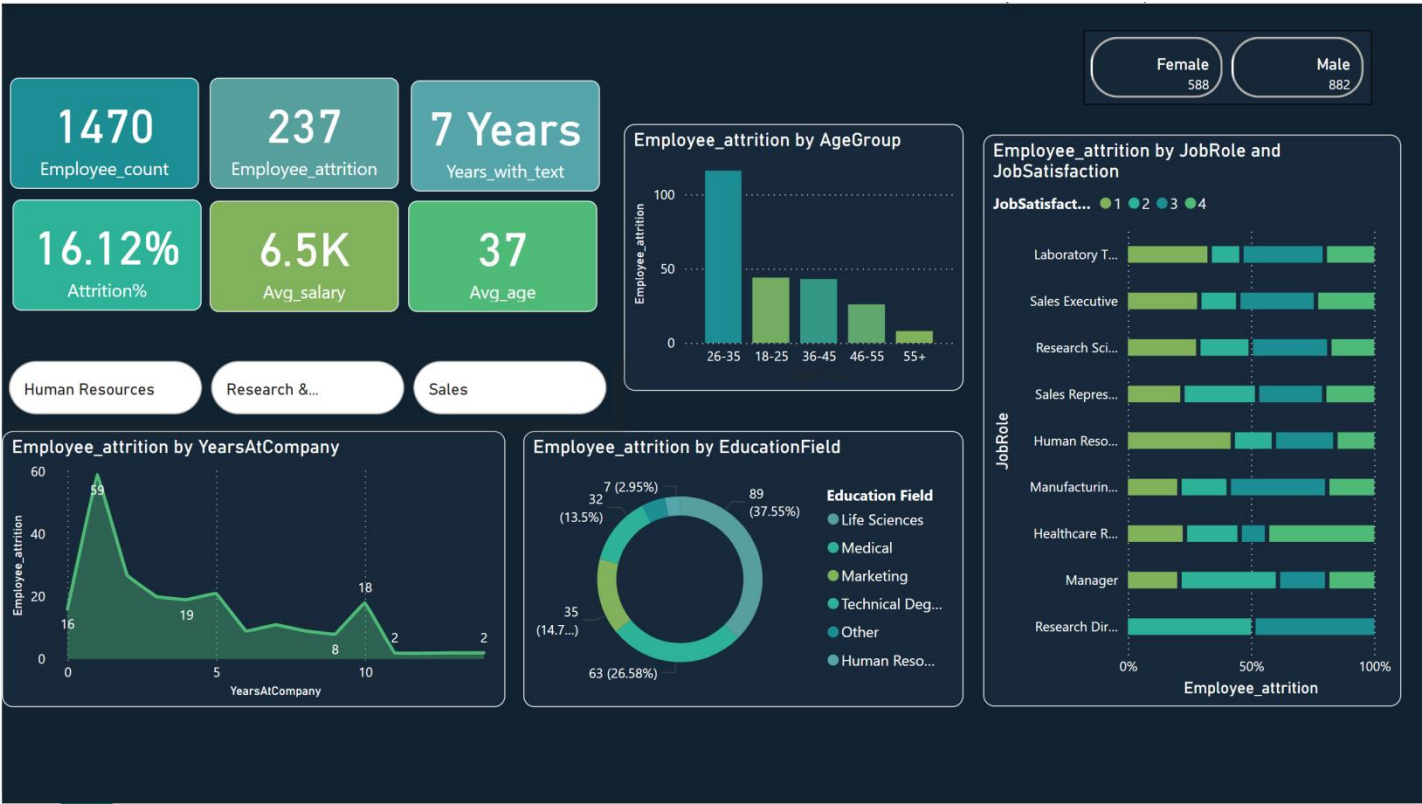 Female
588
Male
882
1470
Employee_count
237
Employee_attrition
7 Years
Years_with_text
16.12%
Attrition%
6.5K
Avg_salary
37
Avg_age
Human Resources
Research &...
Sales
Employee_attrition by AgeGroup
Employee_attrition
100
50
0
26-35 18-25 36-45 46-55 55+
Employee_attrition by JobRole and
JobSatisfaction
JobSatisfact... 1 2 3 4
JobRole
Laboratory T...
Sales Executive
Research Sci...
Sales Repres...
Human Reso...
Manufacturin...
Healthcare R...
Manager
Research Dir...
0% 50% 100%
Employee_attrition
Employee_attrition by YearsAtCompany
Employee_attrition
60
40
20
0
16
59
19
8
18
2
2
0 5 10
YearsAtCompany
Employee_attrition by EducationField
7 (2.95%)
32
(13.5%)
35
(14.7...)
63 (26.58%)
89
(37.55%)
Education Field
Life Sciences
Medical
Marketing
Technical Deg...
Other
Human Reso...